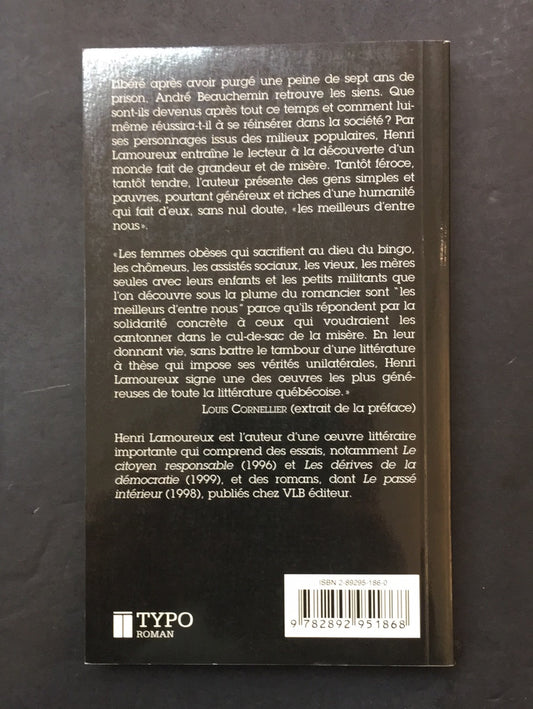 Libéré après avoir purgé une peine de sept ans de
prison, André Beauchemin retrouve les siens. Que
sont-ils devenus après tout ce temps et comment lui-
même réussira-t-il à se réinsérer dans la société? Par
ses personnages issus des milieux populaires, Henri
Lamoureux entraîne le lecteur à la découverte d'un
monde fait de grandeur et de misère. Tantôt féroce,
tantôt tendre, l'auteur présente des gens simples et
pauvres, pourtant généreux et riches d'une humanité
qui fait d'eux, sans nul doute, «les meilleurs d'entre
nous».
«Les femmes obèses qui sacrifient au dieu du bingo,
les chômeurs, les assistés sociaux, les vieux, les mères
seules avec leurs enfants et les petits militants que
l'on découvre sous la plume du romancier sont "les
meilleurs d'entre nous" parce qu'ils répondent par la
solidarité concrète à ceux qui voudraient les
cantonner dans le cul-de-sac de la misère. En leur
donnant vie, sans battre le tambour d'une littérature
à thèse qui impose ses vérités unilatérales, Henri
Lamoureux signe une des œuvres les plus géné-
reuses de toute la littérature québécoise.»
LOUIS CORNELLIER (extrait de la préface)
Henri Lamoureux est l'auteur d'une œuvre littéraire
importante qui comprend des essais, notamment Le
citoyen responsable (1996) et Les dérives de la
démocratie (1999), et des romans, dont Le passé
intérieur (1998), publiés chez VLB éditeur.
ISBN 2-89295-186-0
9 782892 951868
TYPO
ROMAN